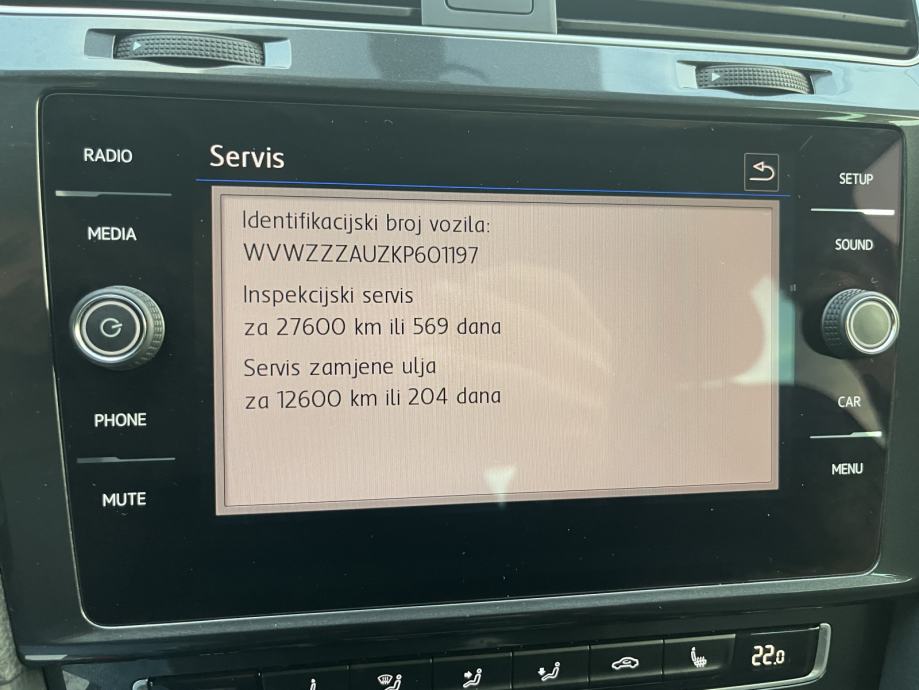 RADIO
MEDIA
PHONE
MUTE
Servis
Identifikacijski broj vozila:
WVWZZZAUZKP601197
Inspekcijski servis
za 27600 km ili 569 dana
Servis zamjene ulja
za 12600 km ili 204 dana
SETUP
SOUND
CAR
MENU
22.0